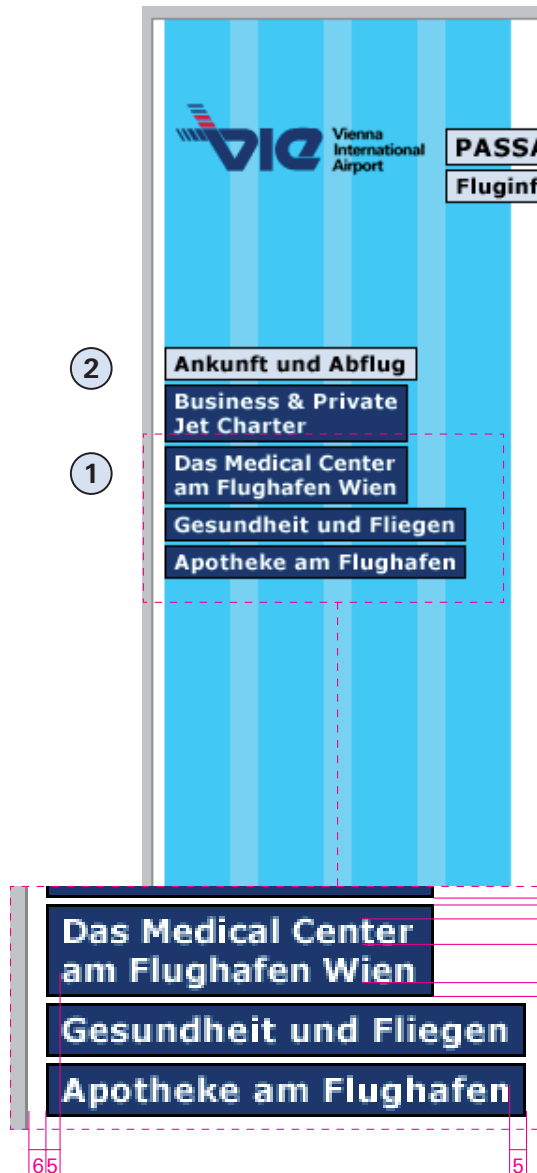 VIE
Vienna
International
Airport
PASSA
Fluginf
2
Ankunft und Abflug
Business & Private
Jet Charter
1
Das Medical Center
am Flughafen Wien
Gesundheit und Fliegen
Apotheke am Flughafen
Das Medical Center
am Flughafen Wien
Gesundheit und Fliegen
Apotheke am Flughafen
6 5 5